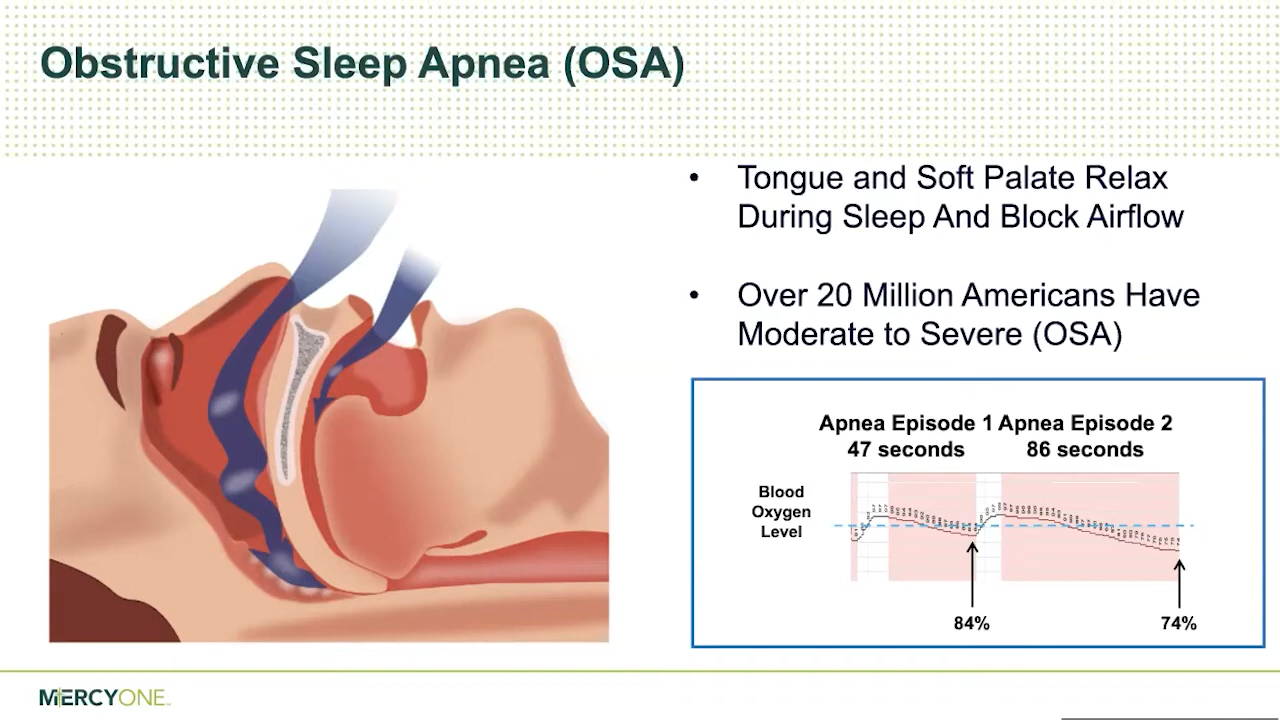 Obstructive Sleep Apnea (OSA)
• Tongue and Soft Palate Relax
During Sleep And Block Airflow
• Over 20 Million Americans Have
Moderate to Severe (OSA)
Apnea Episode 1 Apnea Episode 2
47 seconds 86 seconds
Blood
Oxygen
Level
84% 74%
MERCYONE